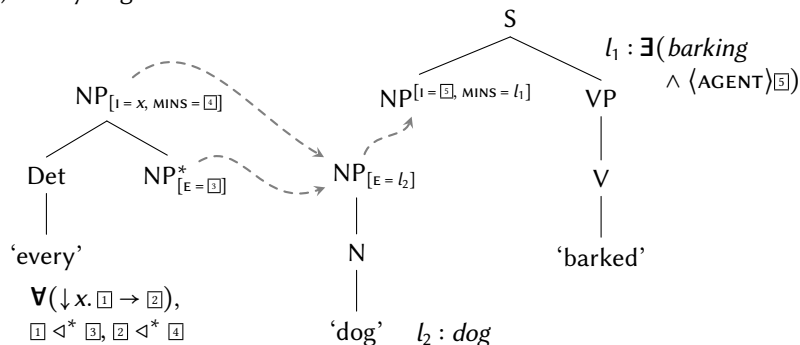 S
l₁ : ∃(barking
∧ ⟨AGENT⟩⑤)
NP[I = x, MINS = ④]
NP[I = ⑤, MINS = l₁]
VP
Det
NP*[E = ③]
NP[E = l₂]
V
‘every’
N
‘barked’
∀(↓x. ① → ②),
① ◁* ③, ② ◁* ④
‘dog’ l₂ : dog